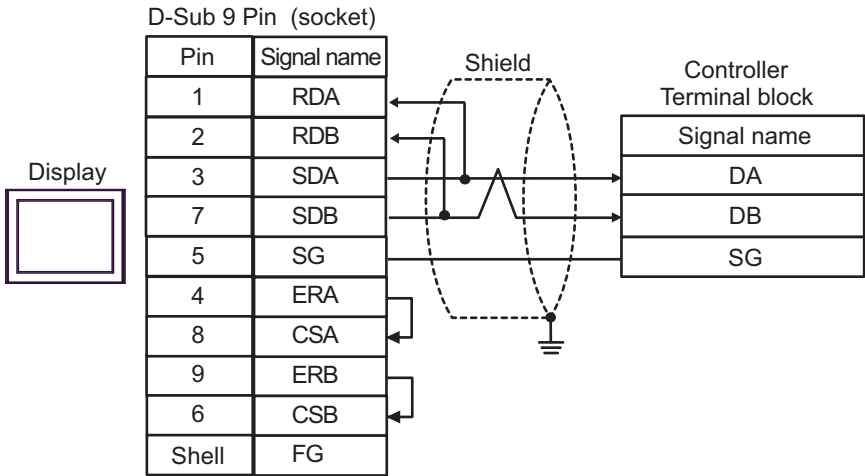 D-Sub 9 Pin (socket)
Pin Signal name
1 RDA
2 RDB
3 SDA
7 SDB
5 SG
4 ERA
8 CSA
9 ERB
6 CSB
Shell FG
Display
Shield
Controller
Terminal block
Signal name
DA
DB
SG